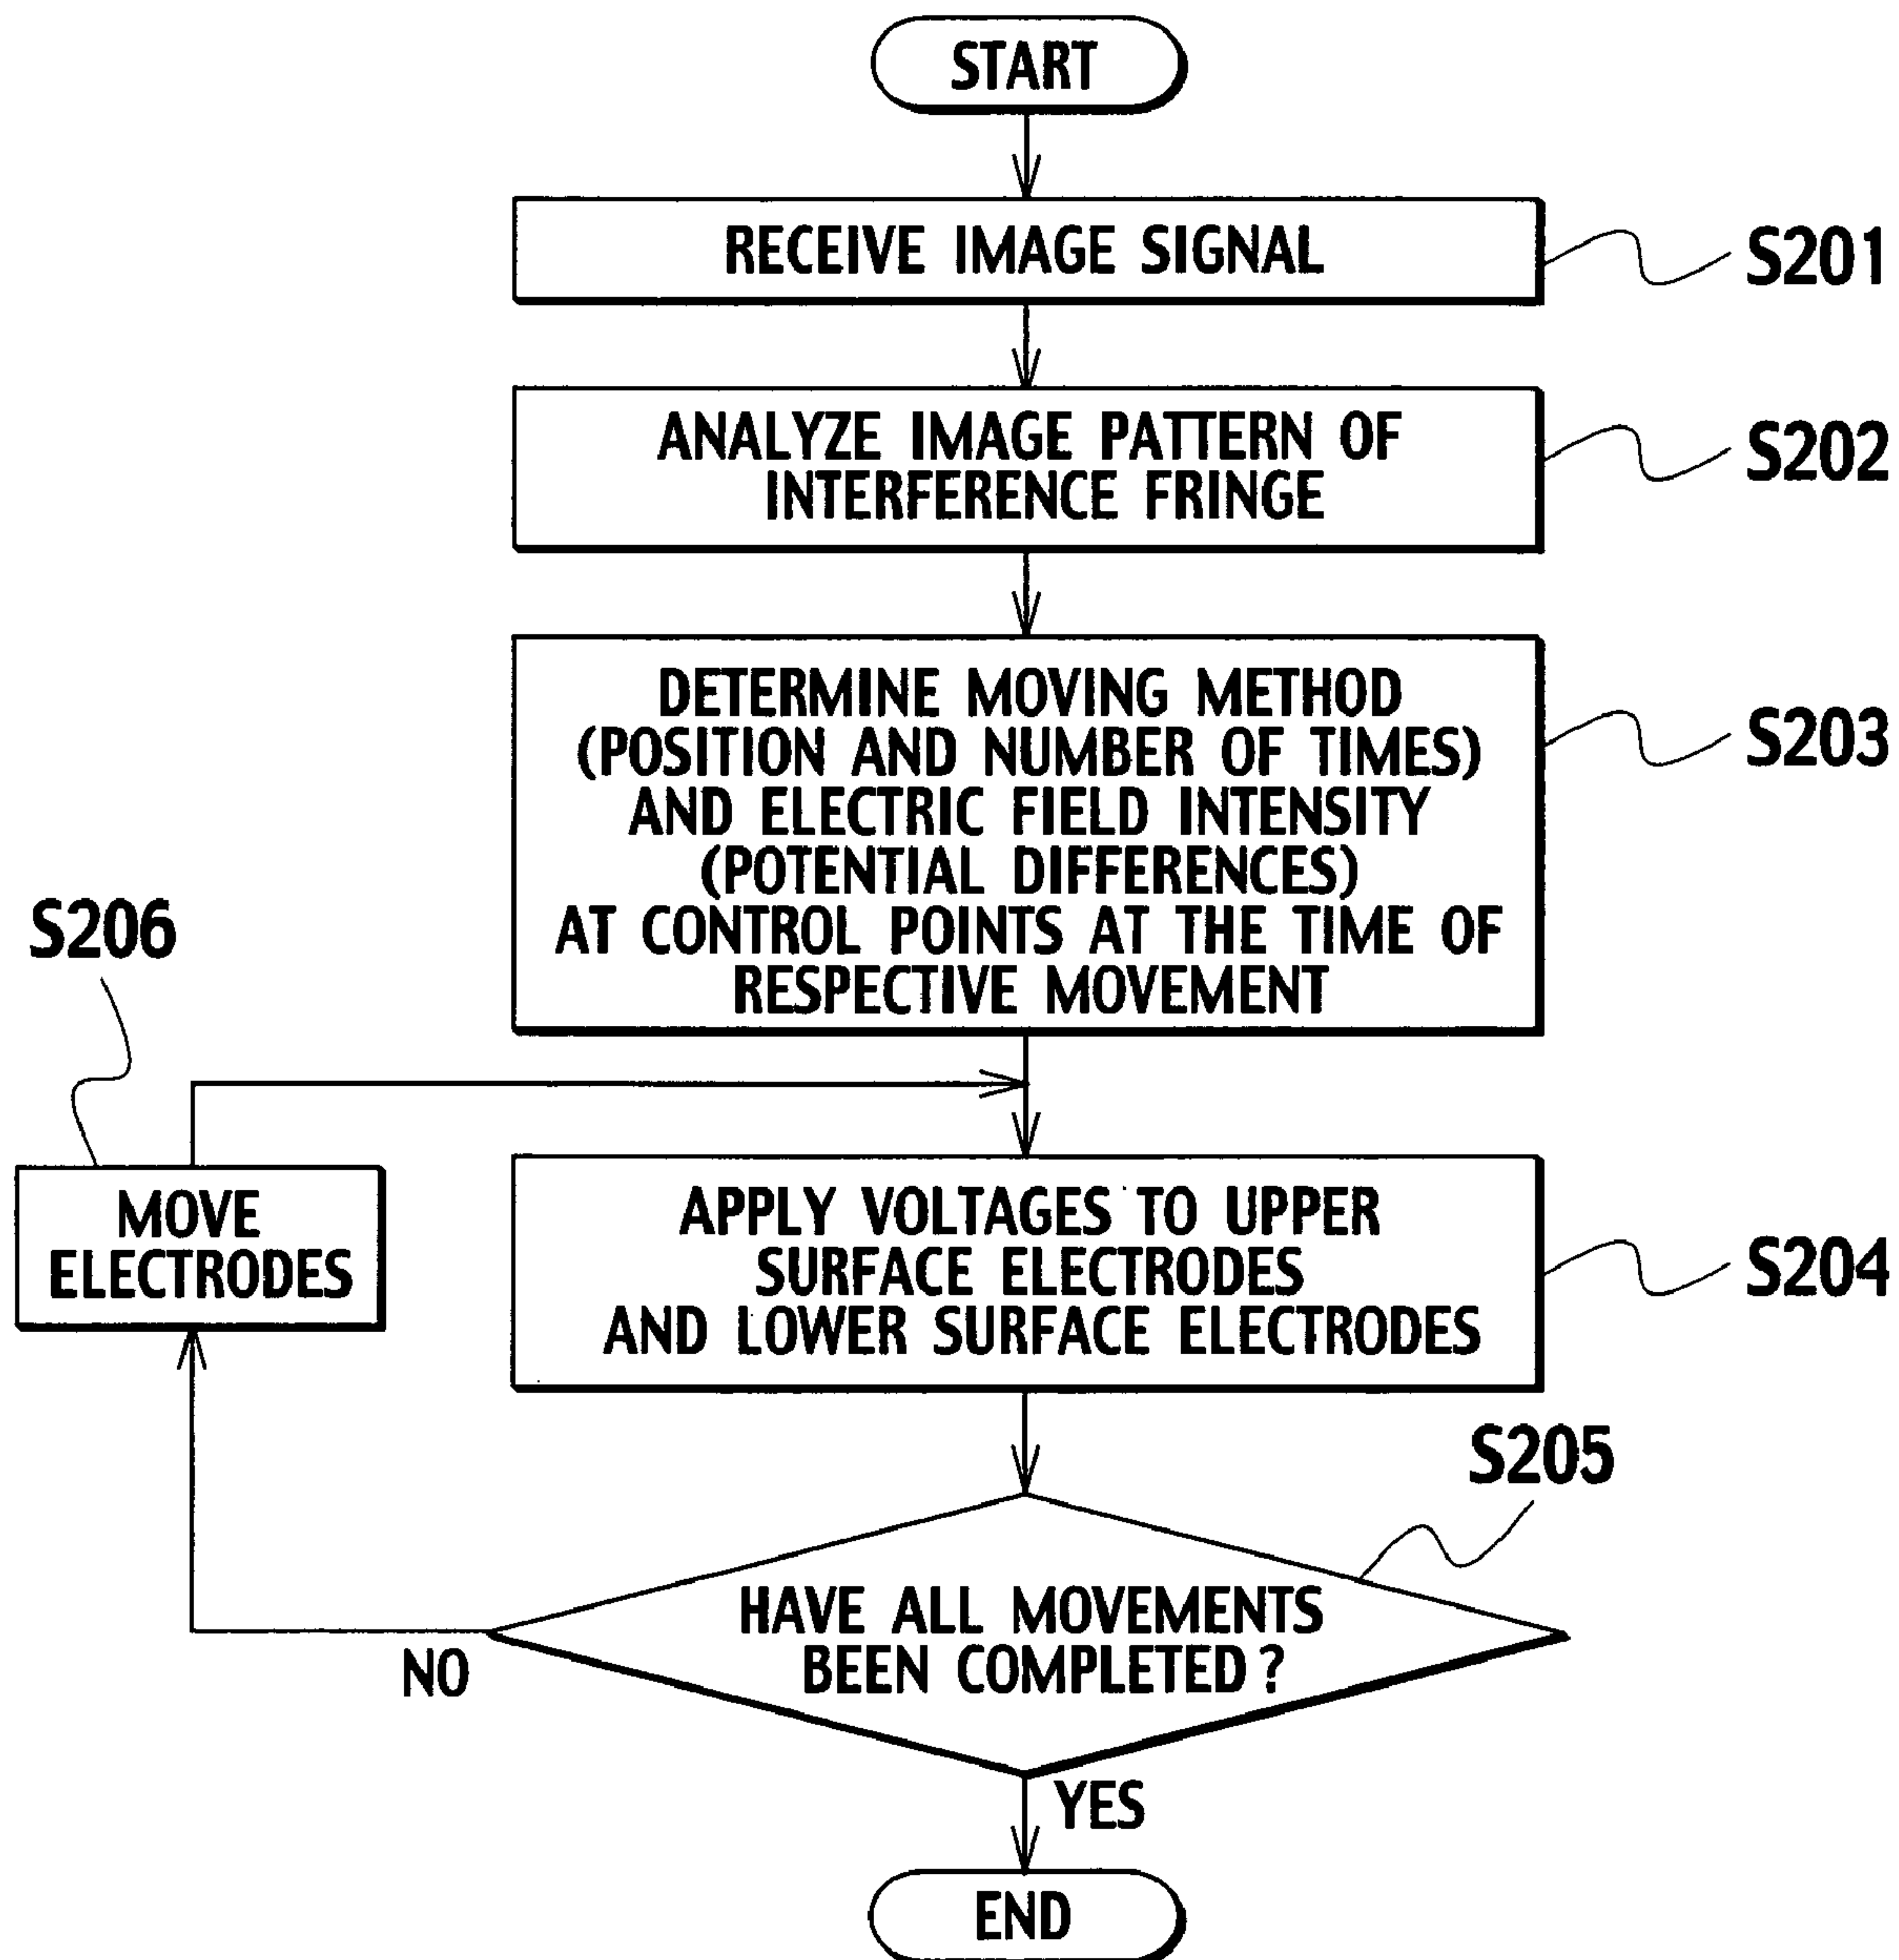 START
RECEIVE IMAGE SIGNAL
S201
ANALYZE IMAGE PATTERN OF
INTERFERENCE FRINGE
S202
DETERMINE MOVING METHOD
(POSITION AND NUMBER OF TIMES)
AND ELECTRIC FIELD INTENSITY
(POTENTIAL DIFFERENCES)
AT CONTROL POINTS AT THE TIME OF
RESPECTIVE MOVEMENT
S203
S206
MOVE
ELECTRODES
APPLY VOLTAGES TO UPPER
SURFACE ELECTRODES
AND LOWER SURFACE ELECTRODES
S204
S205
HAVE ALL MOVEMENTS
BEEN COMPLETED?
NO
YES
END